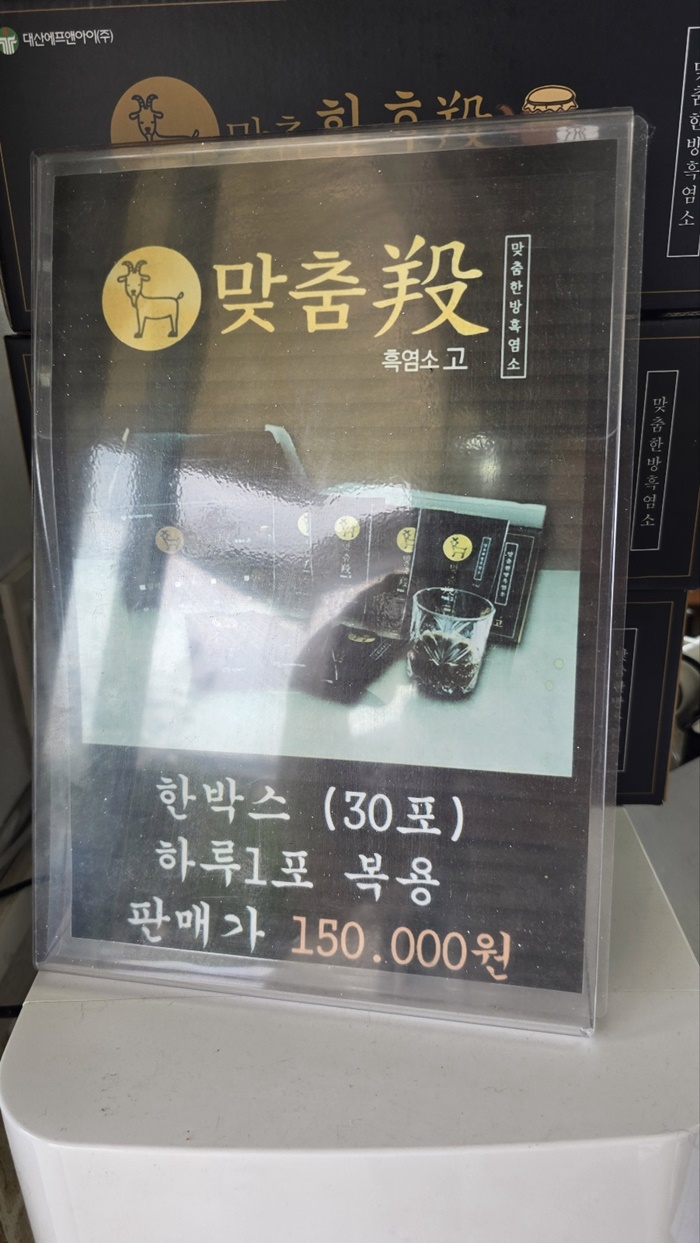 대산에프앤아이(주)
맞춤한방흑염소
맞춤羖
맞춤한방흑염소
흑염소고
맞춤한방흑염소
한박스 (30포)
하루1포 복용
판매가 150.000원